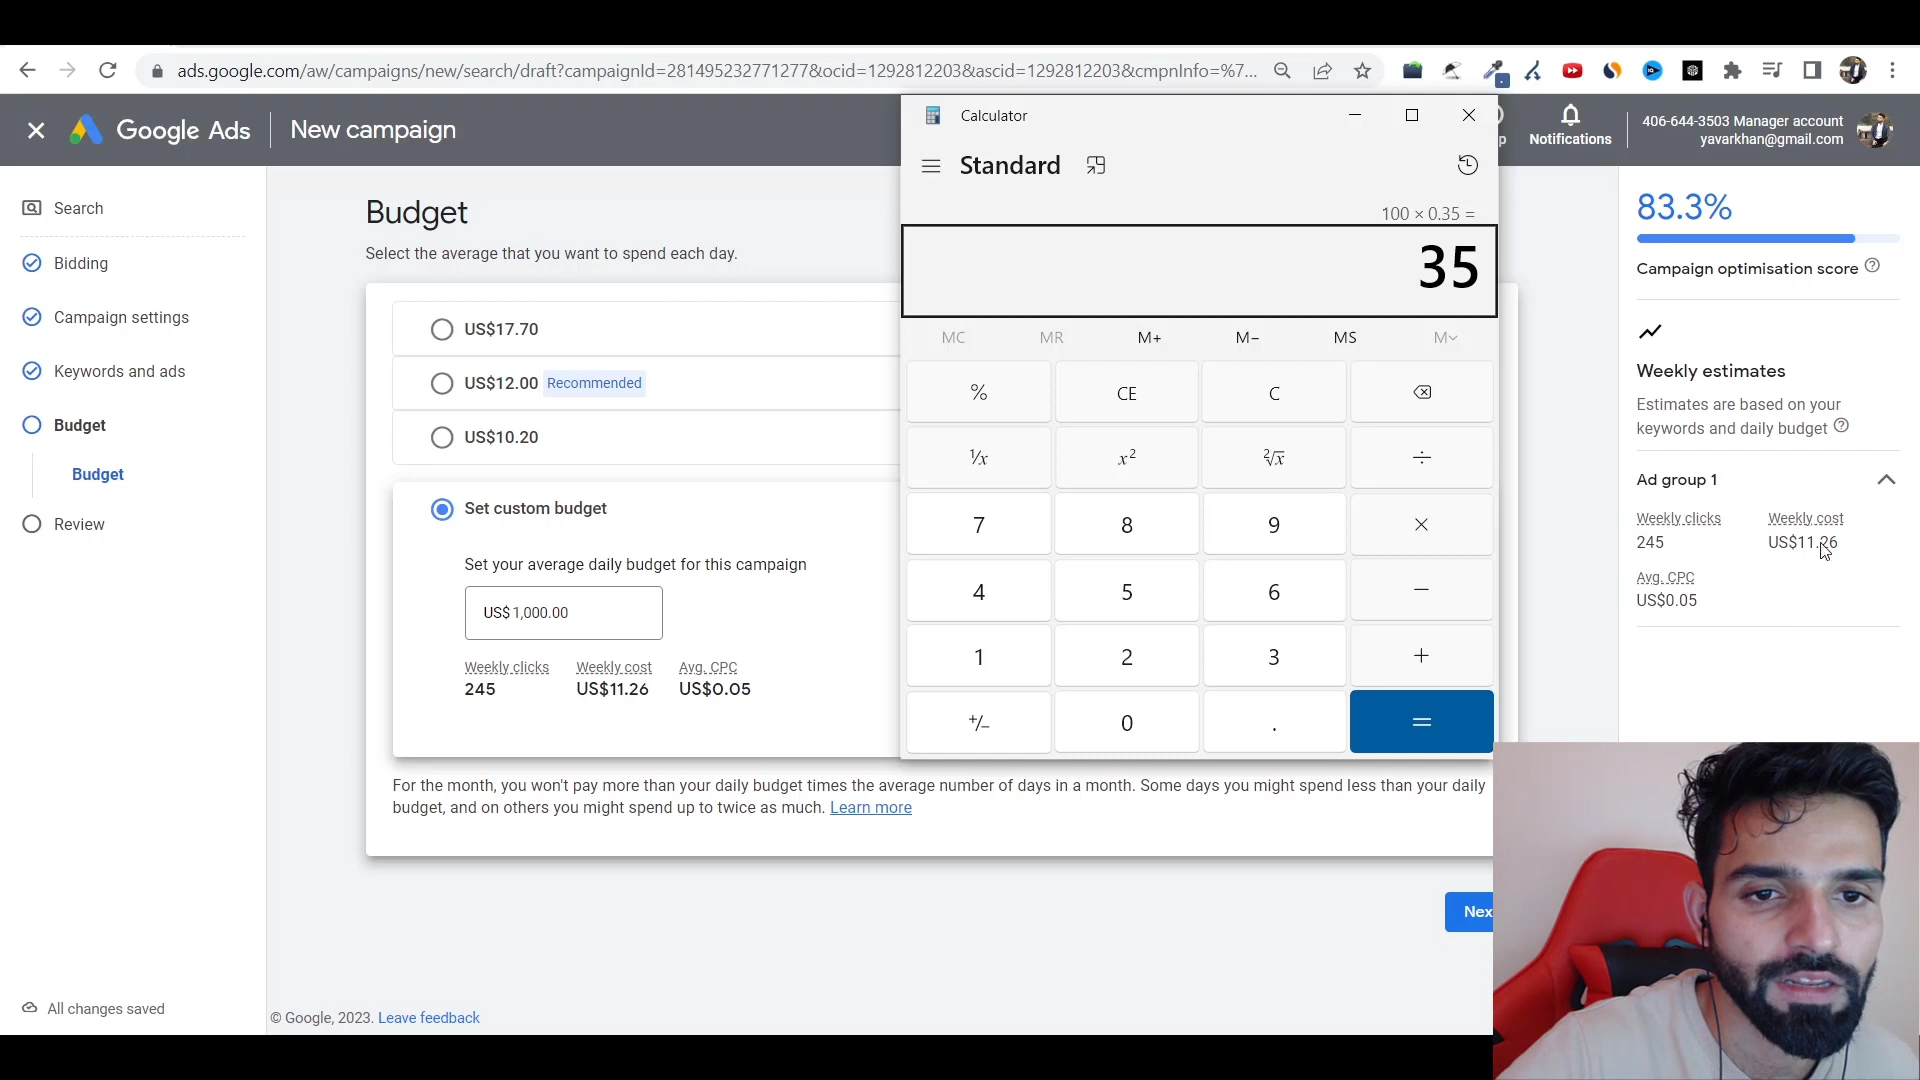 ads.google.com/aw/campaigns/new/search/draft?campaignId=281495232771277&ocid=1292812203&ascid=1292812203&cmpnInfo=%7...
Google Ads
New campaign
Notifications
406-644-3503 Manager account
yavarkhan@gmail.com
Search
Bidding
Campaign settings
Keywords and ads
Budget
Budget
Review
All changes saved
Budget
Select the average that you want to spend each day.
US$17.70
US$12.00 Recommended
US$10.20
Set custom budget
Set your average daily budget for this campaign
US$ 1,000.00
Weekly clicks Weekly cost Avg. CPC
245 US$11.26 US$0.05
For the month, you won't pay more than your daily budget times the average number of days in a month. Some days you might spend less than your daily
budget, and on others you might spend up to twice as much. Learn more
Nex
© Google, 2023. Leave feedback
Calculator
Standard
100 × 0.35 =
35
MC MR M+ M− MS M
% CE C
¹/x x² ²√x ÷
7 8 9 ×
4 5 6 −
1 2 3 +
+/− 0 . =
83.3%
Campaign optimisation score
Weekly estimates
Estimates are based on your
keywords and daily budget
Ad group 1
Weekly clicks Weekly cost
245 US$11.26
Avg. CPC
US$0.05